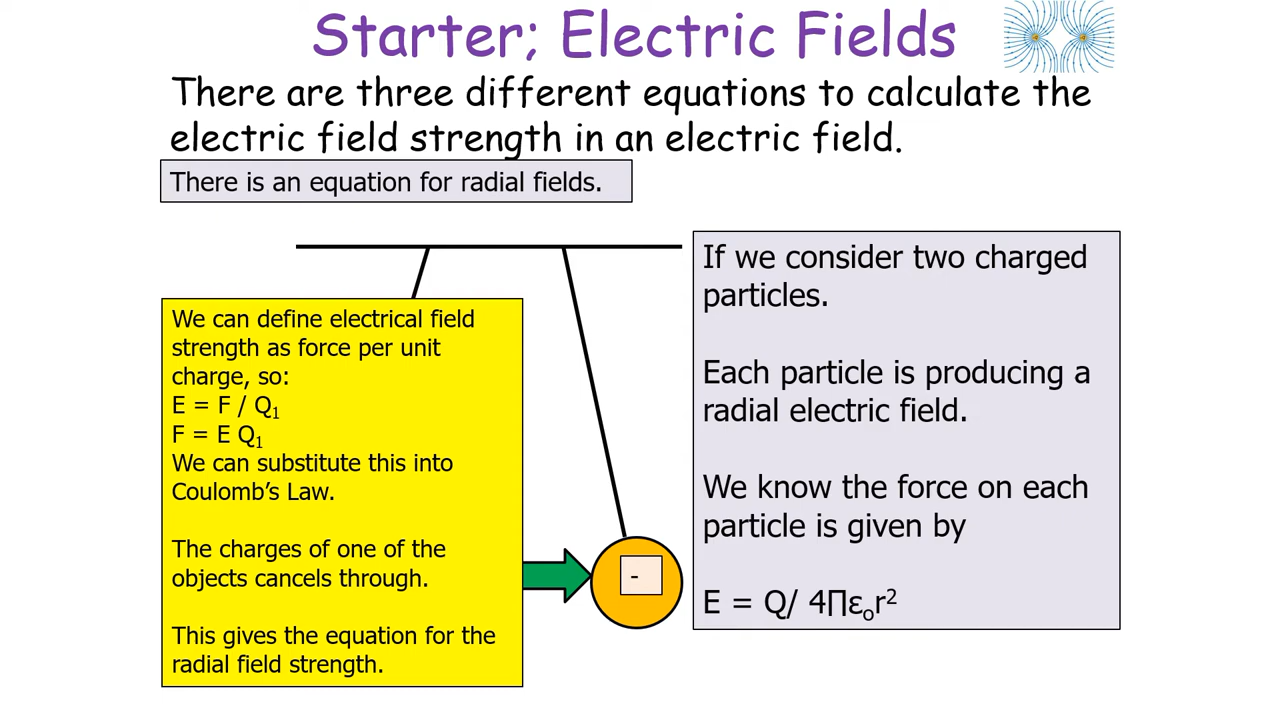 Starter; Electric Fields
There are three different equations to calculate the
electric field strength in an electric field.
There is an equation for radial fields.
We can define electrical field
strength as force per unit
charge, so:
E = F / Q₁
F = E Q₁
We can substitute this into
Coulomb's Law.
The charges of one of the
objects cancels through.
This gives the equation for the
radial field strength.
-
If we consider two charged
particles.
Each particle is producing a
radial electric field.
We know the force on each
particle is given by
E = Q/ 4∏εₒr²